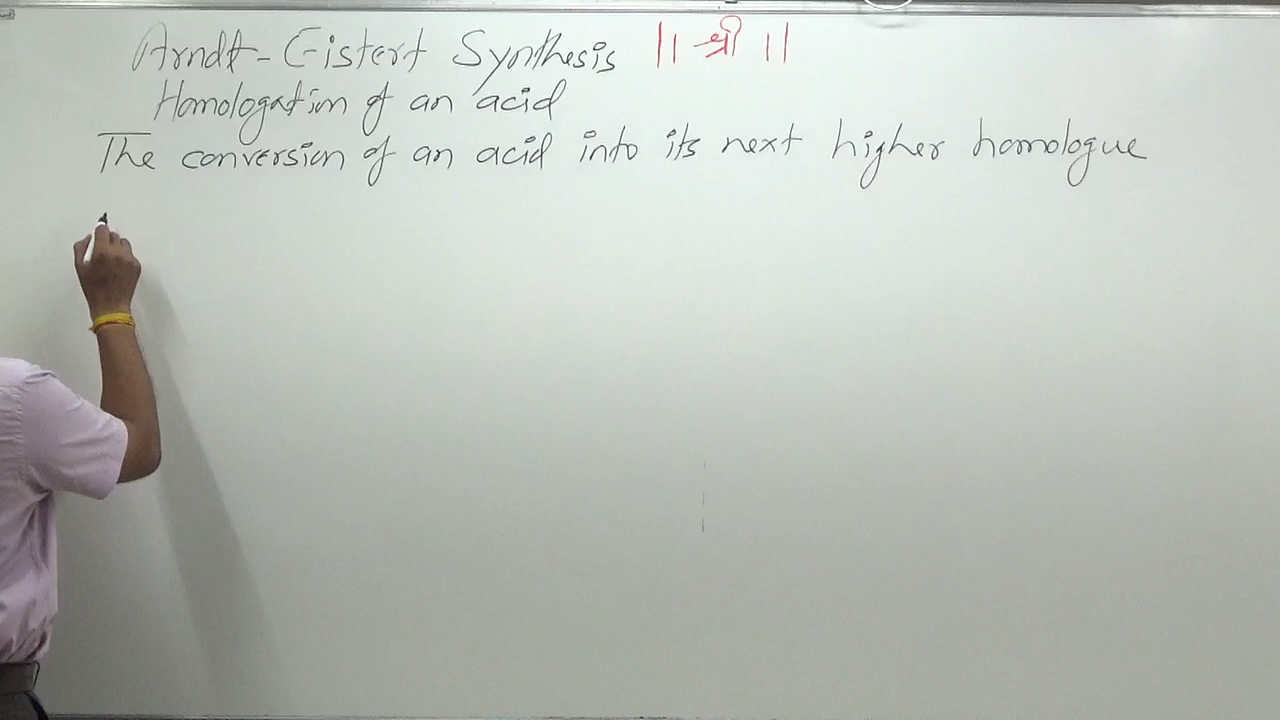 Arndt-Eistert Synthesis || श्री ||
Homologation of an acid
The conversion of an acid into its next higher homologue